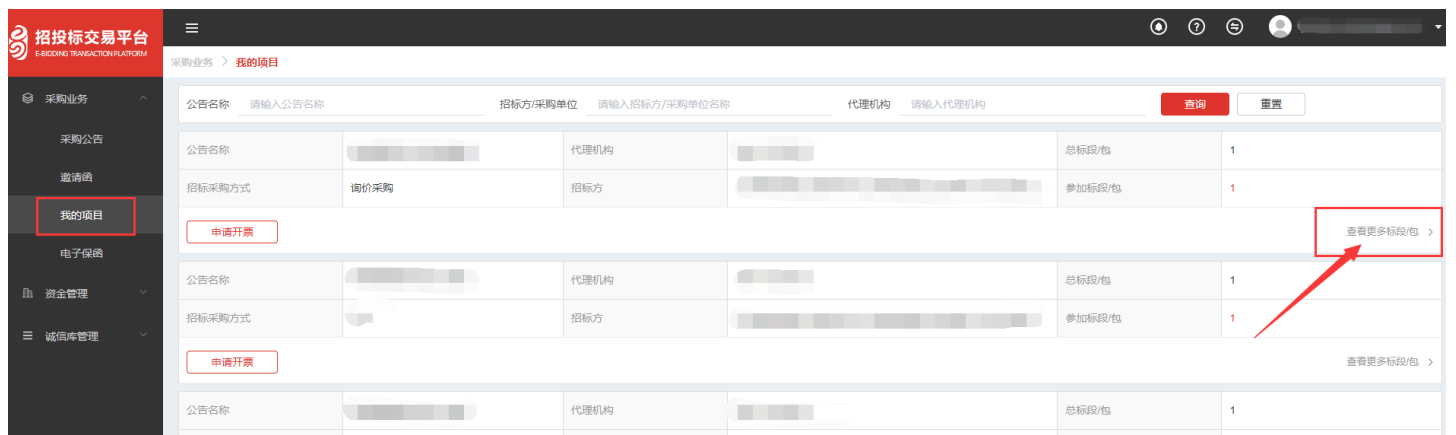 招投标交易平台
E-BIDDING TRANSACTION PLATFORM
采购业务 > 我的项目
采购业务
采购公告
邀请函
我的项目
电子保函
资金管理
诚信库管理
公告名称 请输入公告名称 招标方/采购单位 请输入招标方/采购单位名称 代理机构 请输入代理机构 查询 重置
公告名称 代理机构 总标段/包 1
招标采购方式 询价采购 招标方 参加标段/包 1
申请开票 查看更多标段/包 >
公告名称 代理机构 总标段/包 1
招标采购方式 招标方 参加标段/包 1
申请开票 查看更多标段/包 >
公告名称 代理机构 总标段/包 1